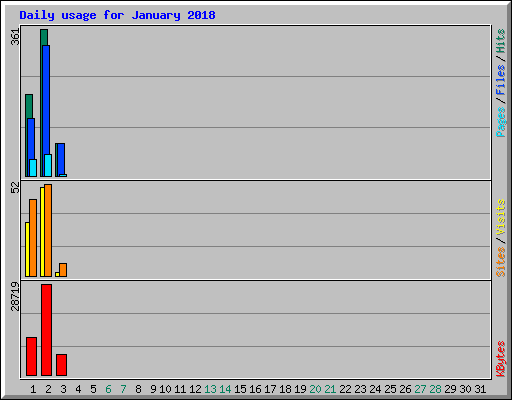 Daily usage for January 2018
361
52
28719
Pages / Files / Hits
Sites / Visits
KBytes
1 2 3 4 5 6 7 8 9 10 11 12 13 14 15 16 17 18 19 20 21 22 23 24 25 26 27 28 29 30 31